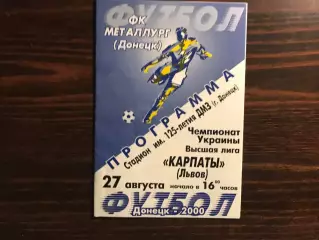 ФУТБОЛ
ФК
МЕТАЛЛУРГ
(Донецк)
ПРОГРАММА
Стадион им. 125-летия ДМЗ (г. Донецк)
Чемпионат
Украины
Высшая лига
«КАРПАТЫ»
(Львов)
27 августа начало в 16⁰⁰ часов
ФУТБОЛ
Донецк - 2000